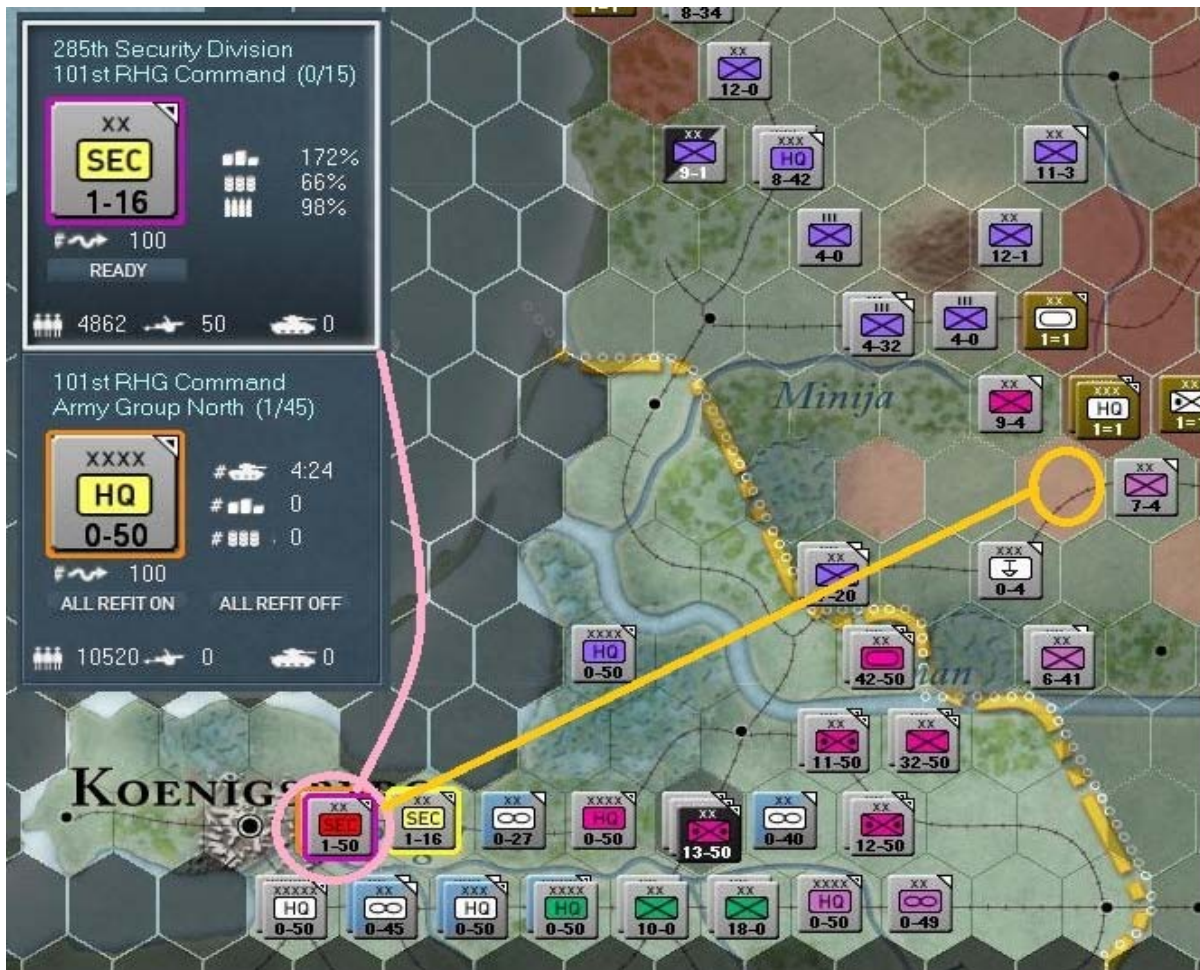 285th Security Division
101st RHG Command (0/15)
XX
SEC
1-16
172%
66%
98%
# 100
READY
4862 50 0
101st RHG Command
Army Group North (1/45)
XXXX
HQ
0-50
# 4:24
# 0
# 0
# 100
ALL REFIT ON ALL REFIT OFF
10520 0 0
8-34
XX
12-0
XX
9-1
XXX
HQ
8-42
XX
11-3
III
4-0
XX
12-1
III
4-32
III
4-0
XX
1=1
Minija
XX
9-4
XXX
HQ
1=1
XX
7-4
XX
XXX
0-4
XXXX
HQ
0-50
XX
42-50
XX
6-41
XX
11-50
XX
32-50
XX
SEC
1-50
XX
SEC
1-16
XX
0-27
XXXX
HQ
0-50
13-50
XX
0-40
XX
12-50
XXXXX
HQ
0-50
XX
0-45
XXX
HQ
0-50
XXXX
HQ
0-50
XX
10-0
XX
18-0
XXXX
HQ
0-50
XX
0-49